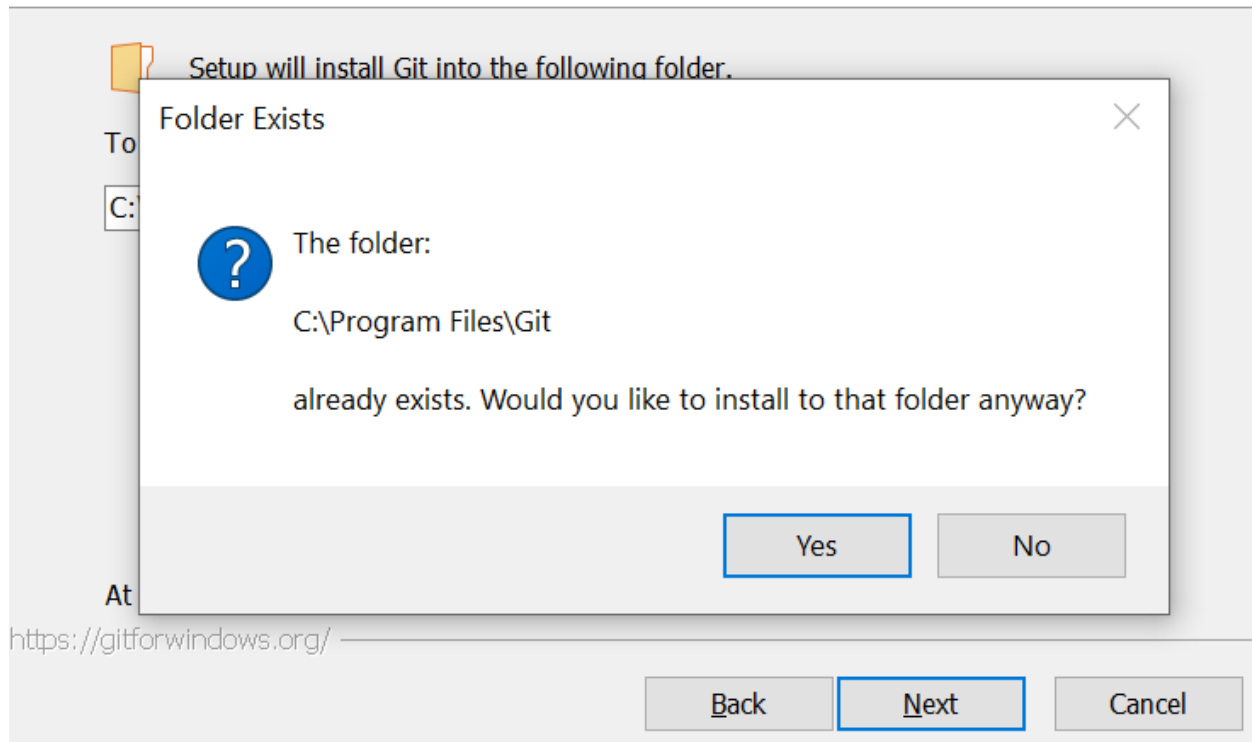 Setup will install Git into the following folder.
Folder Exists
To
C:\
The folder:
C:\Program Files\Git
already exists. Would you like to install to that folder anyway?
Yes No
At
https://gitforwindows.org/
Back Next Cancel